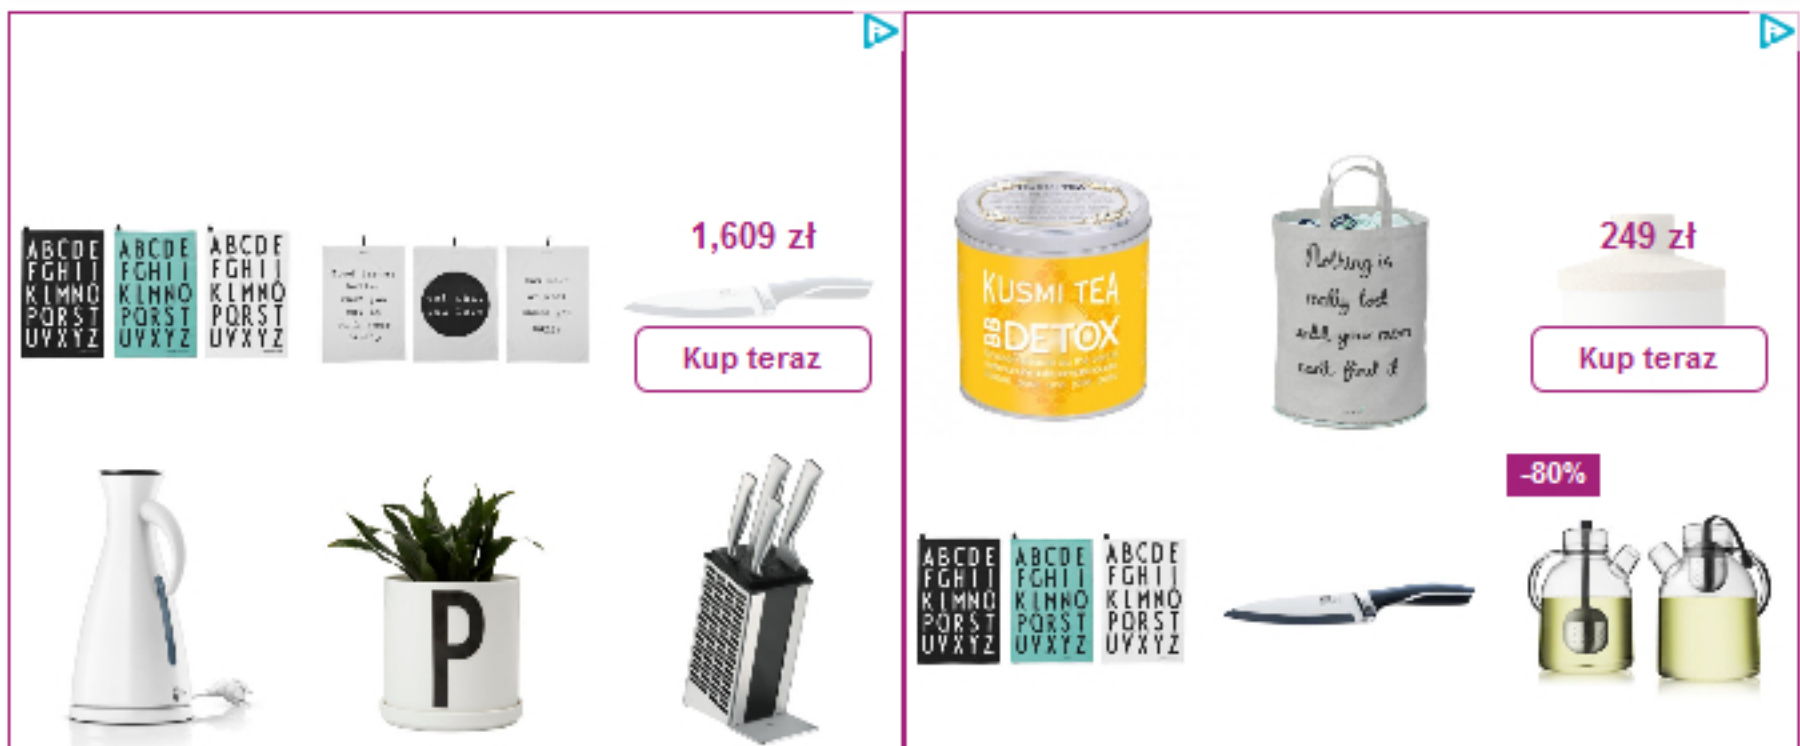 ABCDE
FGHIJ
KLMNO
PQRST
UVXYZ
ABCDE
FGHIJ
KLMNO
PQRST
UVXYZ
ABCDE
FGHIJ
KLMNO
PQRST
UVXYZ
1,609 zł
Kup teraz
P
KUSMI TEA
BB
DETOX
Nothing is
really lost
until your mom
can't find it
249 zł
Kup teraz
ABCDE
FGHIJ
KLMNO
PQRST
UVXYZ
ABCDE
FGHIJ
KLMNO
PQRST
UVXYZ
ABCDE
FGHIJ
KLMNO
PQRST
UVXYZ
-80%